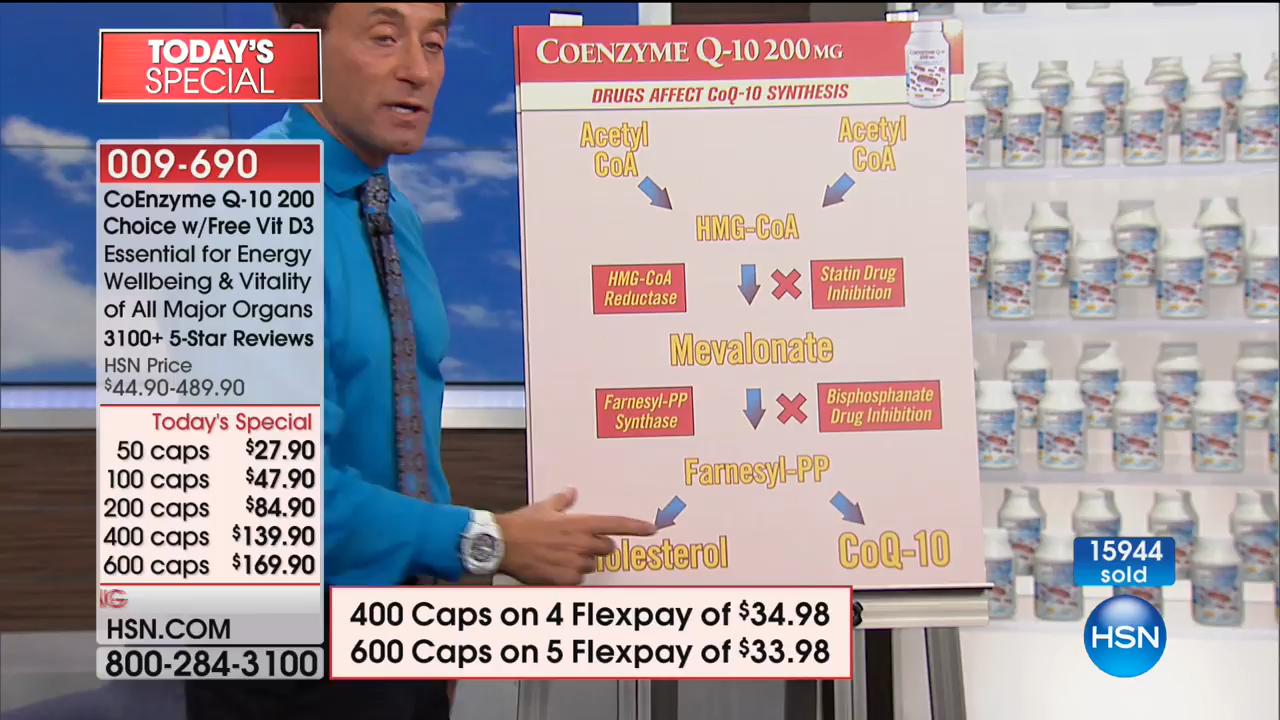 TODAY'S
SPECIAL
009-690
CoEnzyme Q-10 200
Choice w/Free Vit D3
Essential for Energy
Wellbeing & Vitality
of All Major Organs
3100+ 5-Star Reviews
HSN Price
$44.90-489.90
Today's Special
50 caps $27.90
100 caps $47.90
200 caps $84.90
400 caps $139.90
600 caps $169.90
HSN.COM
800-284-3100
COENZYME Q-10 200 MG
DRUGS AFFECT CoQ-10 SYNTHESIS
Acetyl
CoA
Acetyl
CoA
HMG-CoA
HMG-CoA
Reductase
Statin Drug
Inhibition
Mevalonate
Farnesyl-PP
Synthase
Bisphosphanate
Drug Inhibition
Farnesyl-PP
olesterol
CoQ-10
400 Caps on 4 Flexpay of $34.98
600 Caps on 5 Flexpay of $33.98
15944
sold
HSN